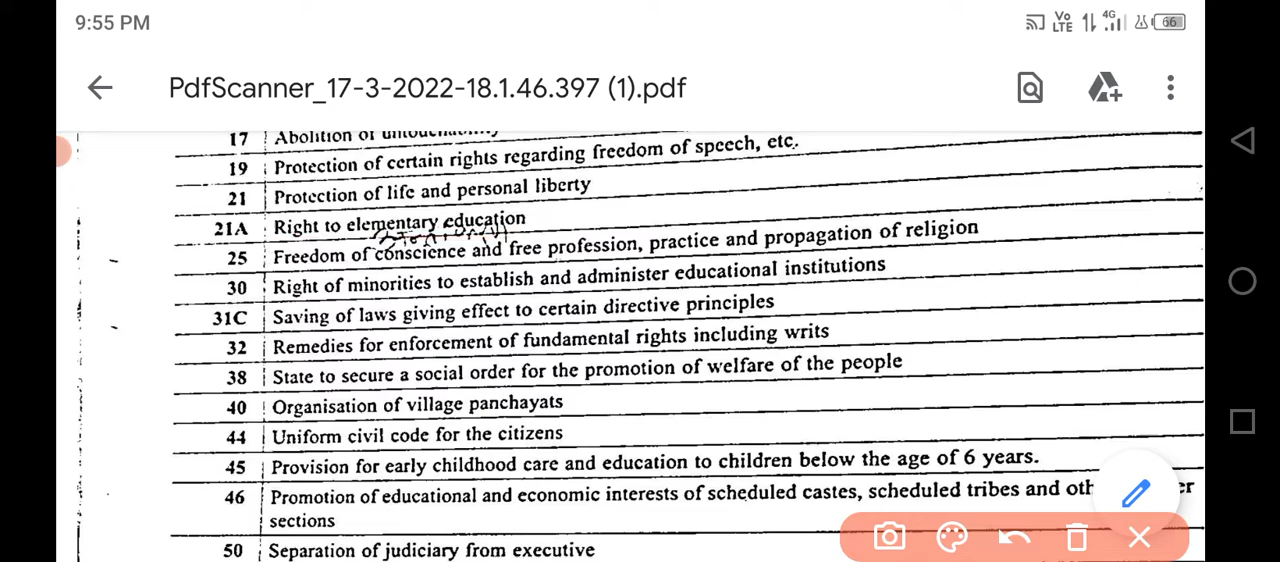 9:55 PM
Vo LTE 4G 66
PdfScanner_17-3-2022-18.1.46.397 (1).pdf
17 Abolition of untouchability
19 Protection of certain rights regarding freedom of speech, etc.
21 Protection of life and personal liberty
21A Right to elementary education
25 Freedom of conscience and free profession, practice and propagation of religion
30 Right of minorities to establish and administer educational institutions
31C Saving of laws giving effect to certain directive principles
32 Remedies for enforcement of fundamental rights including writs
38 State to secure a social order for the promotion of welfare of the people
40 Organisation of village panchayats
44 Uniform civil code for the citizens
45 Provision for early childhood care and education to children below the age of 6 years.
46 Promotion of educational and economic interests of scheduled castes, scheduled tribes and
sections
50 Separation of judiciary from executive